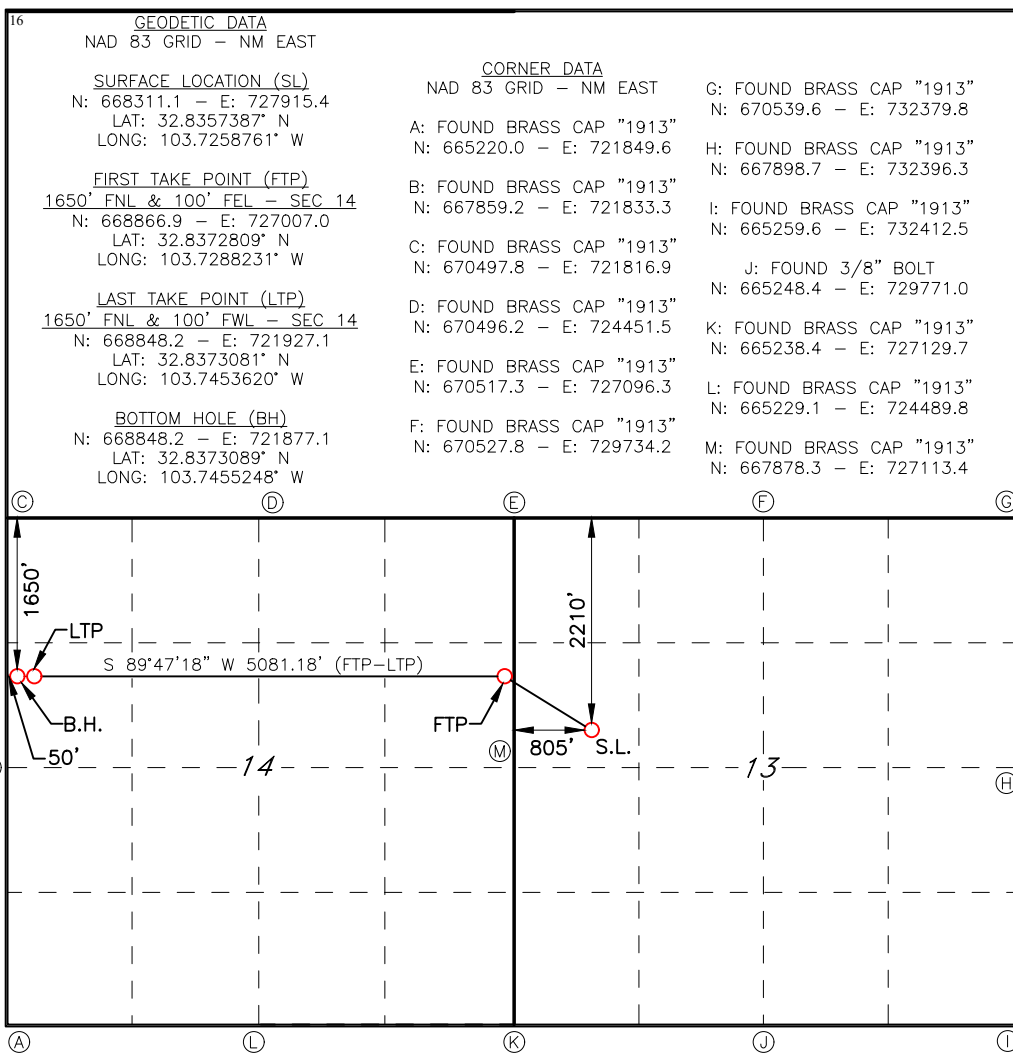 16
GEODETIC DATA
NAD 83 GRID – NM EAST
SURFACE LOCATION (SL)
N: 668311.1 – E: 727915.4
LAT: 32.8357387° N
LONG: 103.7258761° W
FIRST TAKE POINT (FTP)
1650' FNL & 100' FEL – SEC 14
N: 668866.9 – E: 727007.0
LAT: 32.8372809° N
LONG: 103.7288231° W
LAST TAKE POINT (LTP)
1650' FNL & 100' FWL – SEC 14
N: 668848.2 – E: 721927.1
LAT: 32.8373081° N
LONG: 103.7453620° W
BOTTOM HOLE (BH)
N: 668848.2 – E: 721877.1
LAT: 32.8373089° N
LONG: 103.7455248° W
CORNER DATA
NAD 83 GRID – NM EAST
A: FOUND BRASS CAP "1913"
N: 665220.0 – E: 721849.6
B: FOUND BRASS CAP "1913"
N: 667859.2 – E: 721833.3
C: FOUND BRASS CAP "1913"
N: 670497.8 – E: 721816.9
D: FOUND BRASS CAP "1913"
N: 670496.2 – E: 724451.5
E: FOUND BRASS CAP "1913"
N: 670517.3 – E: 727096.3
F: FOUND BRASS CAP "1913"
N: 670527.8 – E: 729734.2
G: FOUND BRASS CAP "1913"
N: 670539.6 – E: 732379.8
H: FOUND BRASS CAP "1913"
N: 667898.7 – E: 732396.3
I: FOUND BRASS CAP "1913"
N: 665259.6 – E: 732412.5
J: FOUND 3/8" BOLT
N: 665248.4 – E: 729771.0
K: FOUND BRASS CAP "1913"
N: 665238.4 – E: 727129.7
L: FOUND BRASS CAP "1913"
N: 665229.1 – E: 724489.8
M: FOUND BRASS CAP "1913"
N: 667878.3 – E: 727113.4
C
D
E
F
G
1650'
2210'
LTP
S 89°47'18" W 5081.18' (FTP–LTP)
B.H.
FTP
50'
M
805'
S.L.
14
13
H
A
L
K
J
I